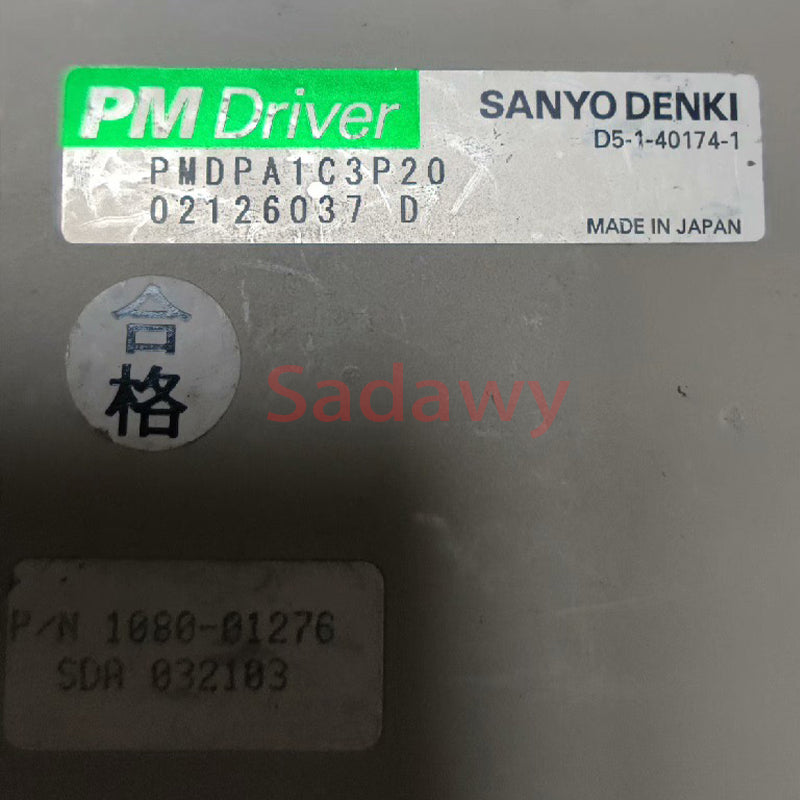 PM Driver
SANYO DENKI
D5-1-40174-1
PMDPA1C3P20
02126037 D
MADE IN JAPAN
合
格
Sadawy
P/N 1080-01276
SDA 032103